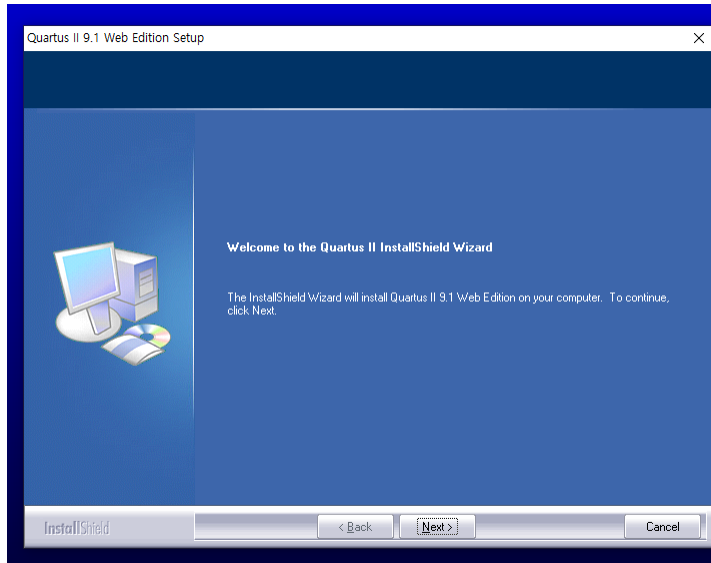 Quartus II 9.1 Web Edition Setup
Welcome to the Quartus II InstallShield Wizard
The InstallShield Wizard will install Quartus II 9.1 Web Edition on your computer. To continue,
click Next.
InstallShield
< Back
Next >
Cancel